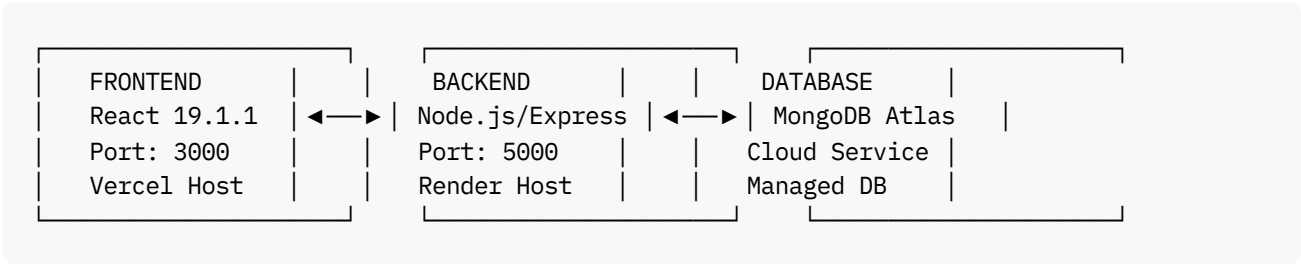 FRONTEND BACKEND DATABASE
React 19.1.1 ◄──► Node.js/Express ◄──► MongoDB Atlas
Port: 3000 Port: 5000 Cloud Service
Vercel Host Render Host Managed DB